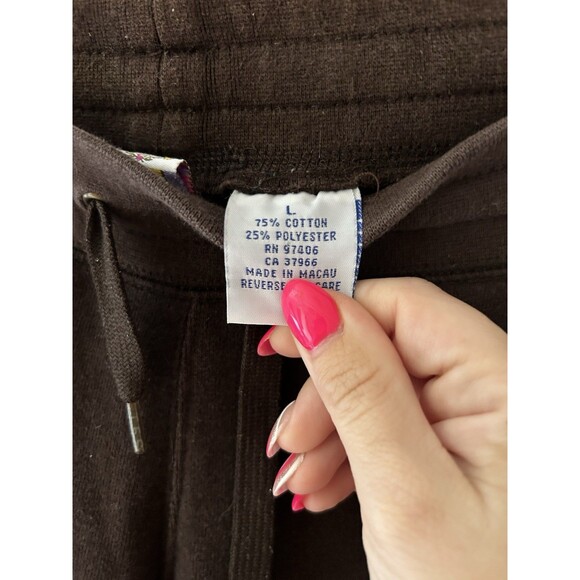 L
75% COTTON
25% POLYESTER
RN 97406
CA 37966
MADE IN MACAU
REVERSE CARE